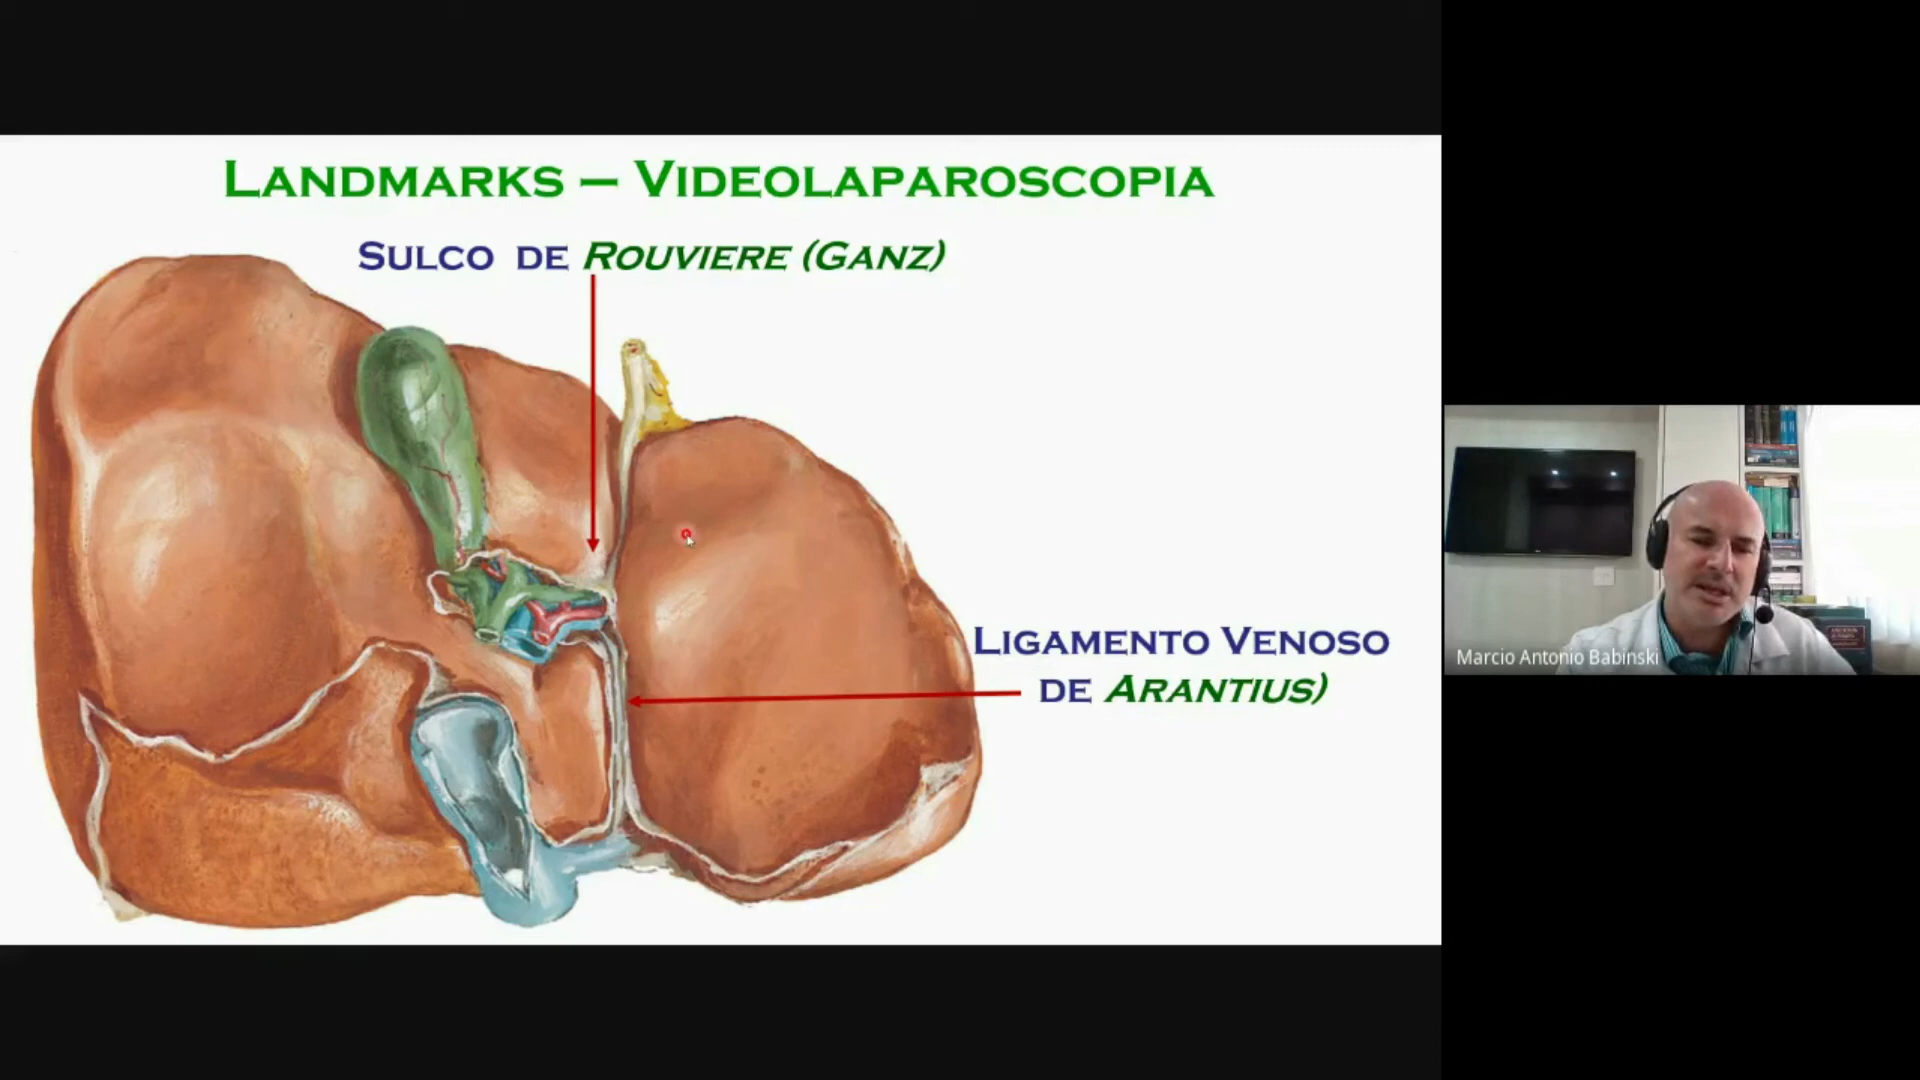 Landmarks – Videolaparoscopia
Sulco de Rouviere (Ganz)
Ligamento Venoso
de Arantius)
Marcio Antonio Babinski